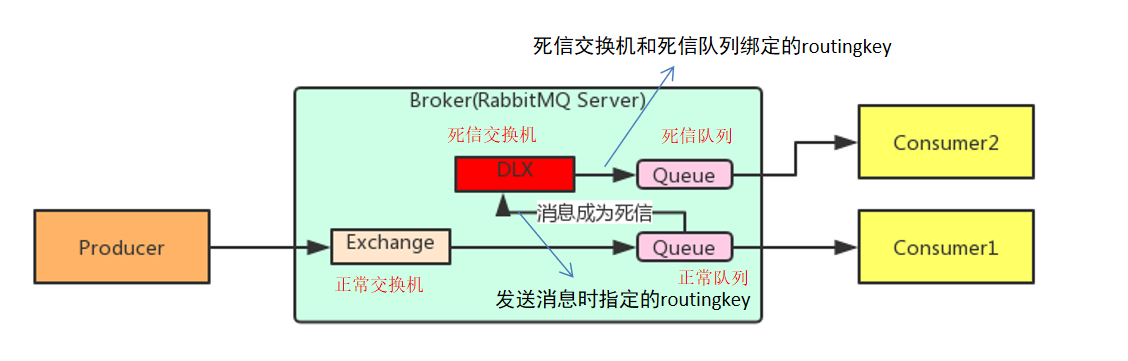 死信交换机和死信队列绑定的routingkey
Broker(RabbitMQ Server)
死信交换机
死信队列
DLX
Queue
Consumer2
消息成为死信
Producer
Exchange
Queue
Consumer1
正常交换机
正常队列
发送消息时指定的routingkey